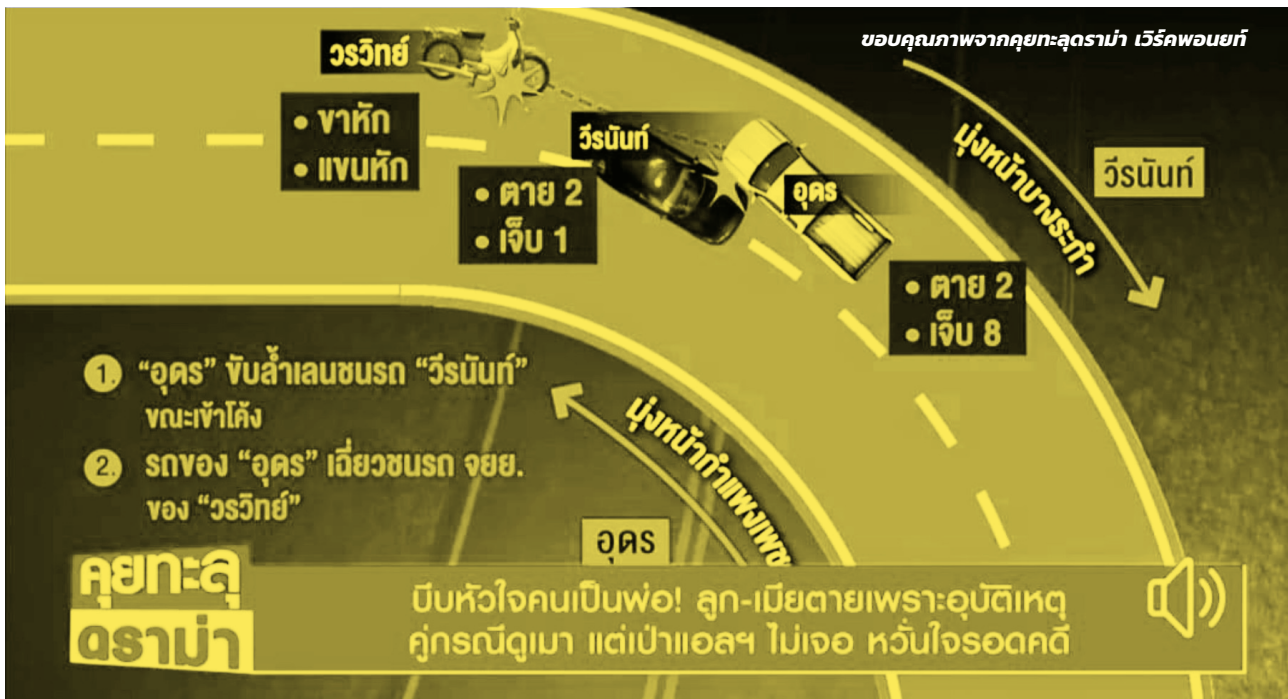 ขอบคุณภาพจากคุยทะลุดราม่า เวิร์คพอยนท์
วรวิทย์
• ขาหัก
• แขนหัก
วีรนันท์
• ตาย 2
• เจ็บ 1
อุดร
• ตาย 2
• เจ็บ 8
มุ่งหน้าบางระกำ
วีรนันท์
1. “อุดร” ขับล้ำเลนชนรถ “วีรนันท์”
ขณะเข้าโค้ง
2. รถของ “อุดร” เฉี่ยวชนรถ จยย.
ของ “วรวิทย์”
มุ่งหน้ากำแพงเพชร
อุดร
คุยทะลุ
ดราม่า
บีบหัวใจคนเป็นพ่อ! ลูก-เมียตายเพราะอุบัติเหตุ
คู่กรณีดูเมา แต่เป่าแอลฯ ไม่เจอ หวั่นใจรอดคดี